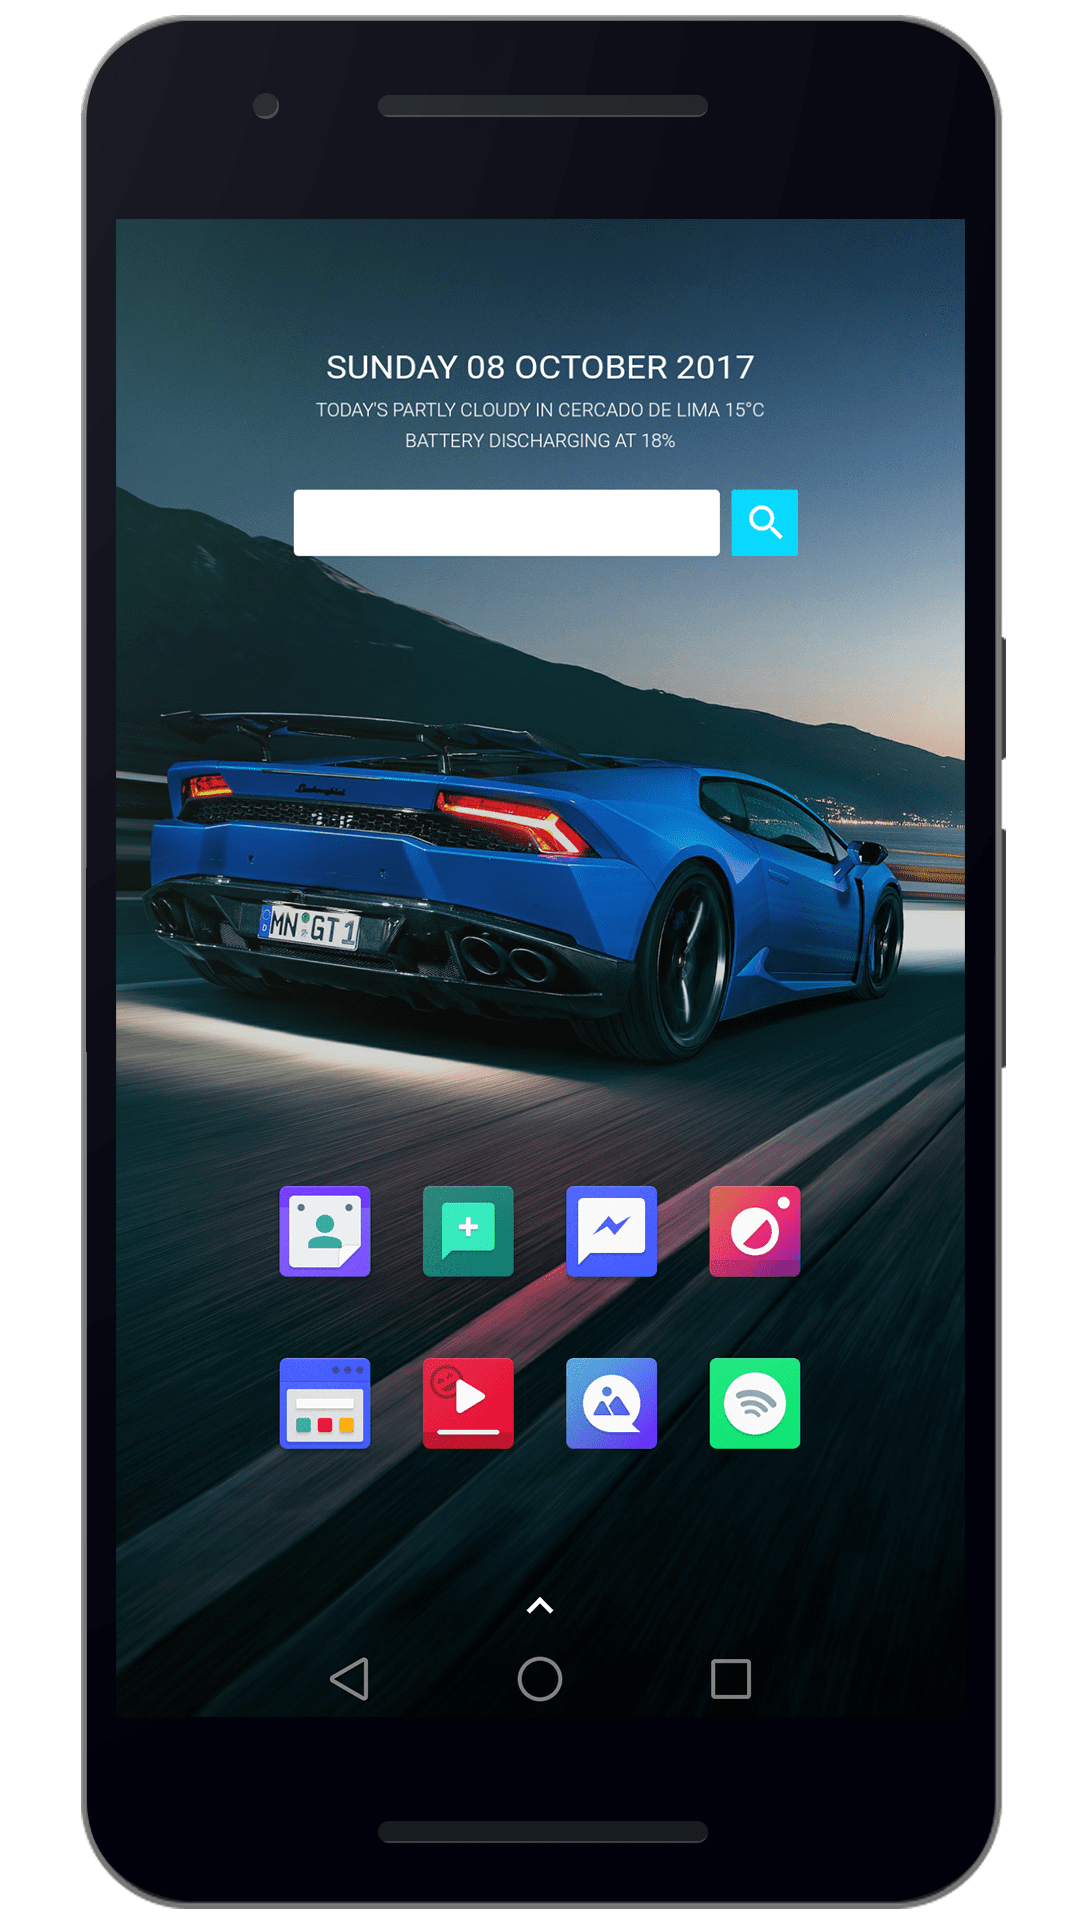 SUNDAY 08 OCTOBER 2017
TODAY'S PARTLY CLOUDY IN CERCADO DE LIMA 15°C
BATTERY DISCHARGING AT 18%
Lamborghini
MN GT 1